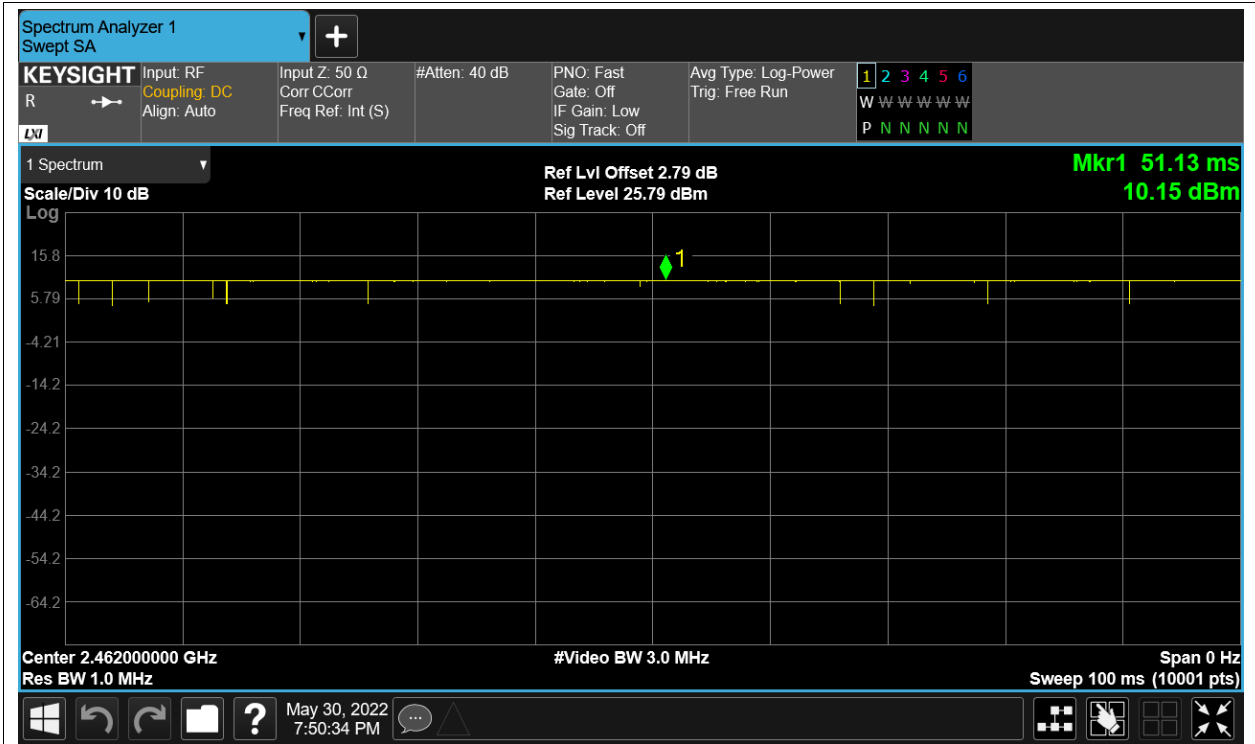 Spectrum Analyzer 1
Swept SA
KEYSIGHT
R
LXI
Input: RF
Coupling: DC
Align: Auto
Input Z: 50 Ω
Corr CCorr
Freq Ref: Int (S)
#Atten: 40 dB
PNO: Fast
Gate: Off
IF Gain: Low
Sig Track: Off
Avg Type: Log-Power
Trig: Free Run
1 2 3 4 5 6
W W W W W W
P N N N N N
1 Spectrum
Scale/Div 10 dB
Log
Ref Lvl Offset 2.79 dB
Ref Level 25.79 dBm
Mkr1 51.13 ms
10.15 dBm
1
15.8
5.79
-4.21
-14.2
-24.2
-34.2
-44.2
-54.2
-64.2
Center 2.462000000 GHz
Res BW 1.0 MHz
#Video BW 3.0 MHz
Span 0 Hz
Sweep 100 ms (10001 pts)
?
May 30, 2022
7:50:34 PM